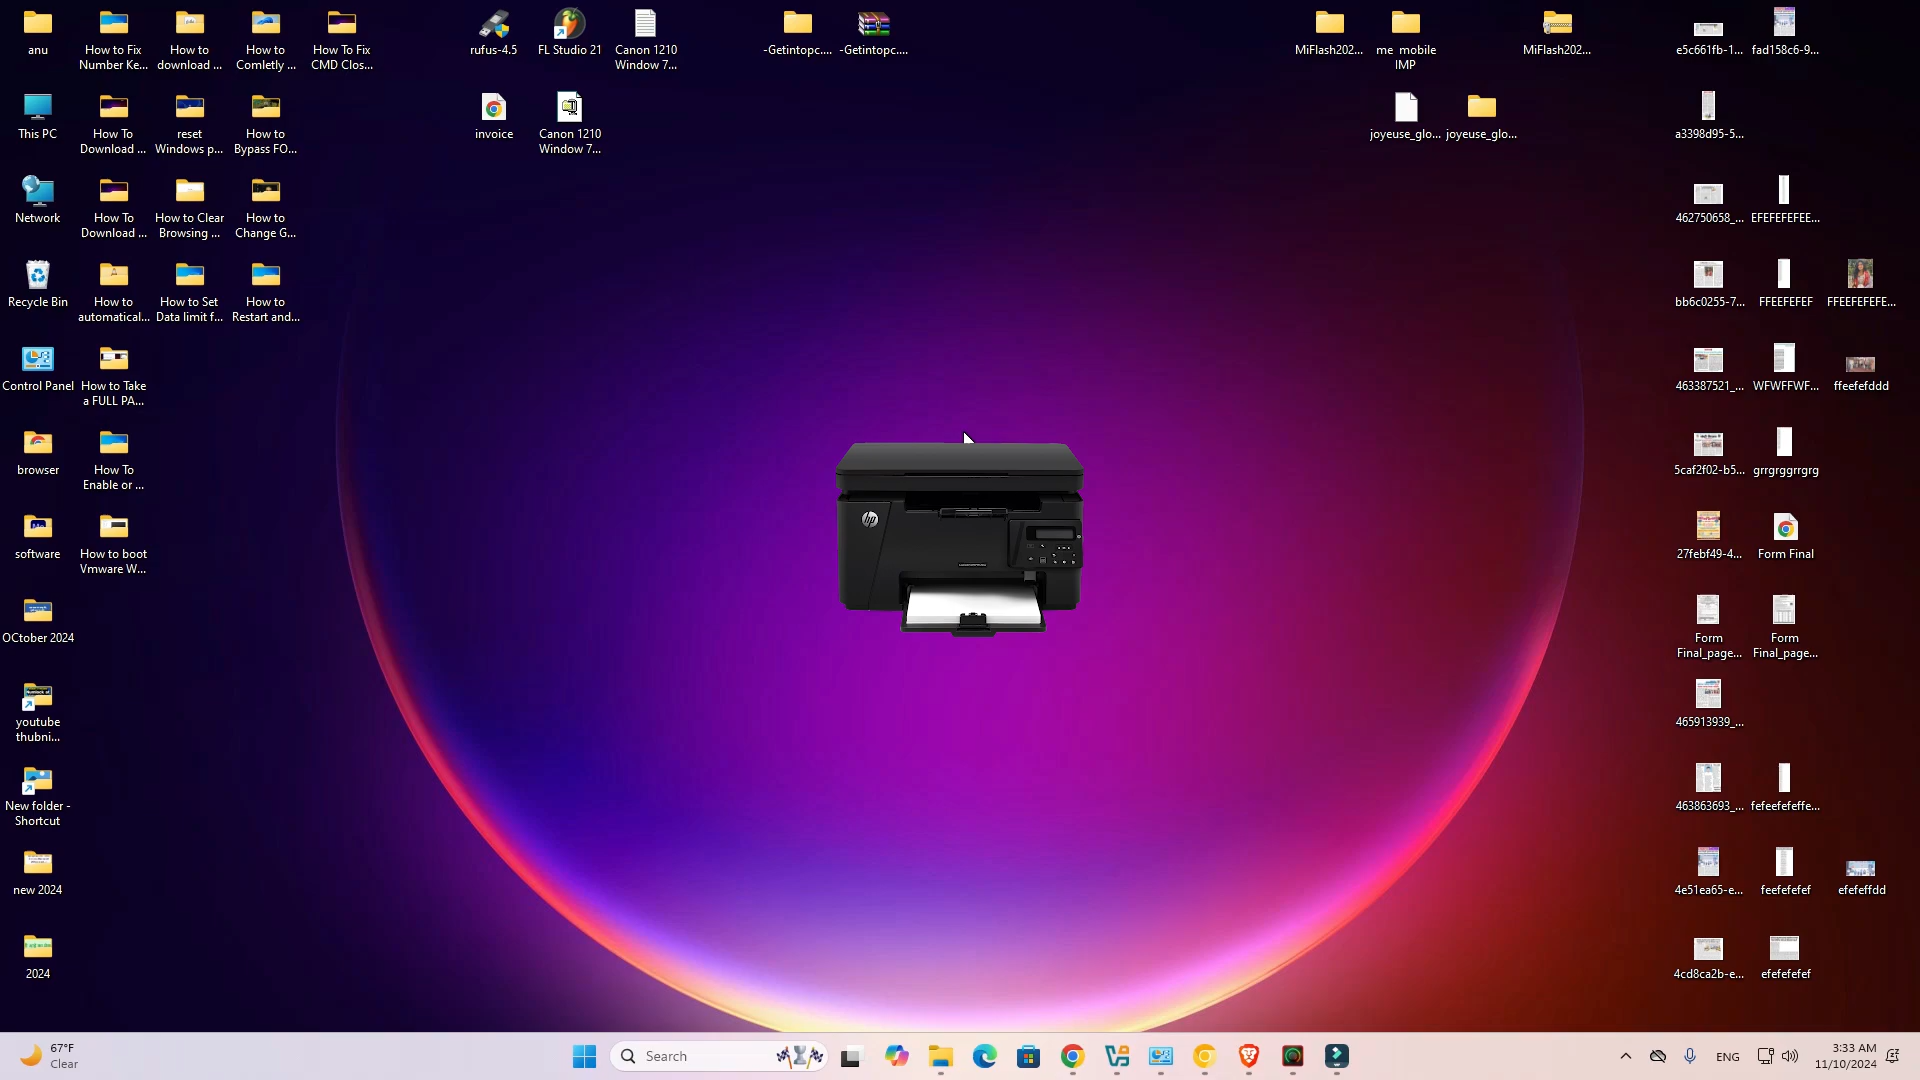 anu
How to Fix
Number Ke...
How to
download ...
How to
Comletly ...
How To Fix
CMD Clos...
rufus-4.5
FL Studio 21
Canon 1210
Window 7...
-Getintopc....
-Getintopc....
MiFlash202...
me mobile
IMP
MiFlash202...
e5c661fb-1...
fad158c6-9...
This PC
How To
Download ...
reset
Windows p...
How to
Bypass FO...
invoice
Canon 1210
Window 7...
joyeuse_glo...
joyeuse_glo...
a3398d95-5...
Network
How To
Download ...
How to Clear
Browsing ...
How to
Change G...
462750658_...
EFEFEFEFEE...
Recycle Bin
How to
automatical...
How to Set
Data limit f...
How to
Restart and...
bb6c0255-7...
FFEEFEFEF
FFEEFEFEFE...
Control Panel
How to Take
a FULL PA...
463387521_...
WFWFFWF...
ffeefefddd
browser
How To
Enable or ...
5caf2f02-b5...
grrgrggrrgrg
software
How to boot
Vmware W...
27febf49-4...
Form Final
OCtober 2024
Form
Final_page...
Form
Final_page...
youtube
thubni...
465913939_...
New folder -
Shortcut
463863693_...
fefeefefeffe...
new 2024
4e51ea65-e...
feefefefef
efefeffdd
2024
4cd8ca2b-e...
efefefefef
hp
67°F
Clear
Search
ENG
3:33 AM
11/10/2024